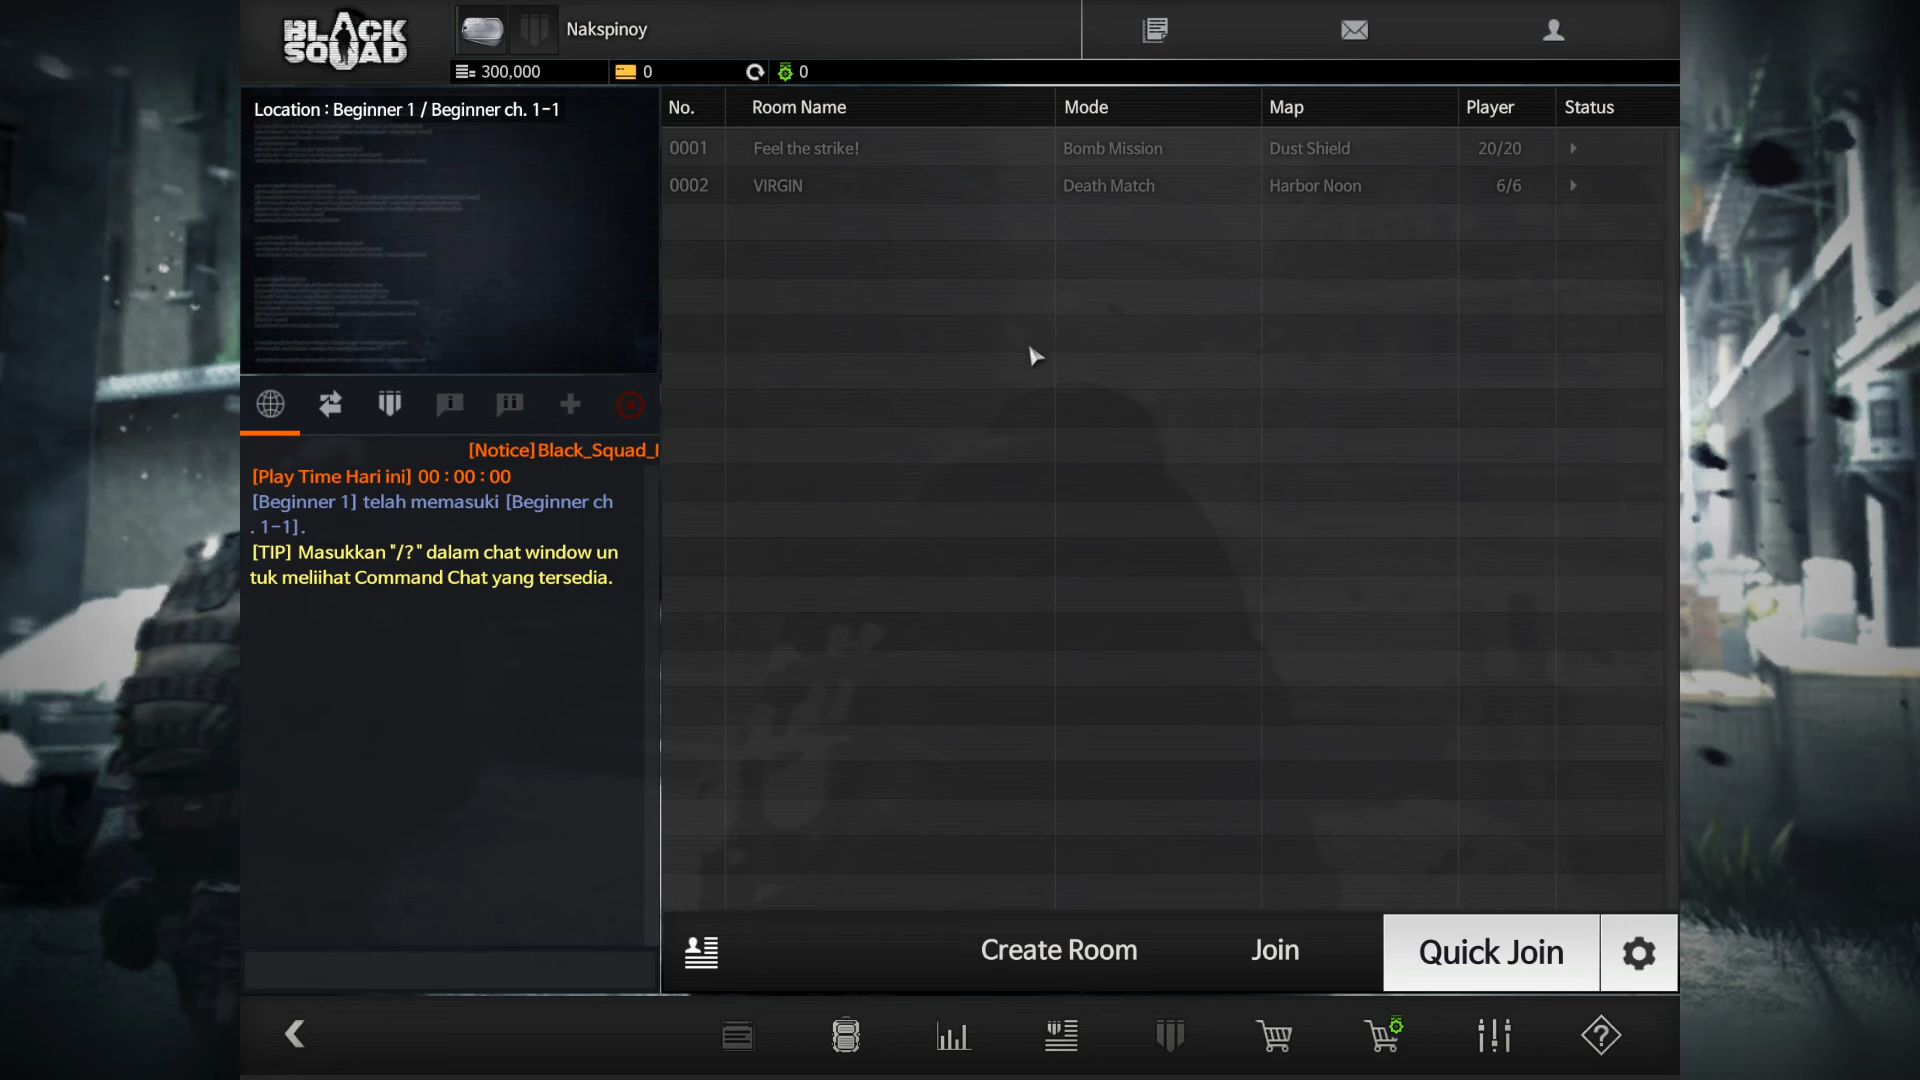 BLACK
SQUAD
Nakspinoy
300,000
0
0
Location : Beginner 1 / Beginner ch. 1-1
No. Room Name Mode Map Player Status
0001 Feel the strike! Bomb Mission Dust Shield 20/20
0002 VIRGIN Death Match Harbor Noon 6/6
[Notice]Black_Squad_I
[Play Time Hari ini] 00 : 00 : 00
[Beginner 1] telah memasuki [Beginner ch
. 1-1].
[TIP] Masukkan "/?" dalam chat window un
tuk meliihat Command Chat yang tersedia.
Create Room Join Quick Join